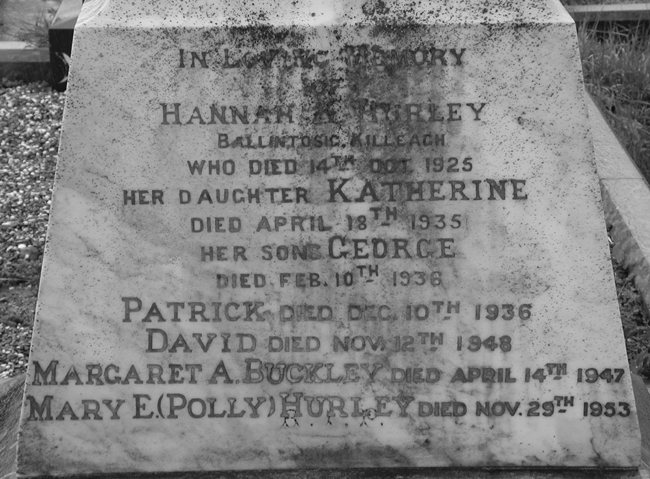 IN LOVING MEMORY
OF
HANNAH M. HURLEY
BALLINTOSIG, KILLEAGH
WHO DIED 14TH OCT. 1925
HER DAUGHTER KATHERINE
DIED APRIL 18TH 1935
HER SONS GEORGE
DIED FEB. 10TH 1936
PATRICK DIED DEC. 10TH 1936
DAVID DIED NOV. 12TH 1948
MARGARET A. BUCKLEY DIED APRIL 14TH 1947
MARY E. (POLLY) HURLEY DIED NOV. 29TH 1953
R. I. P.